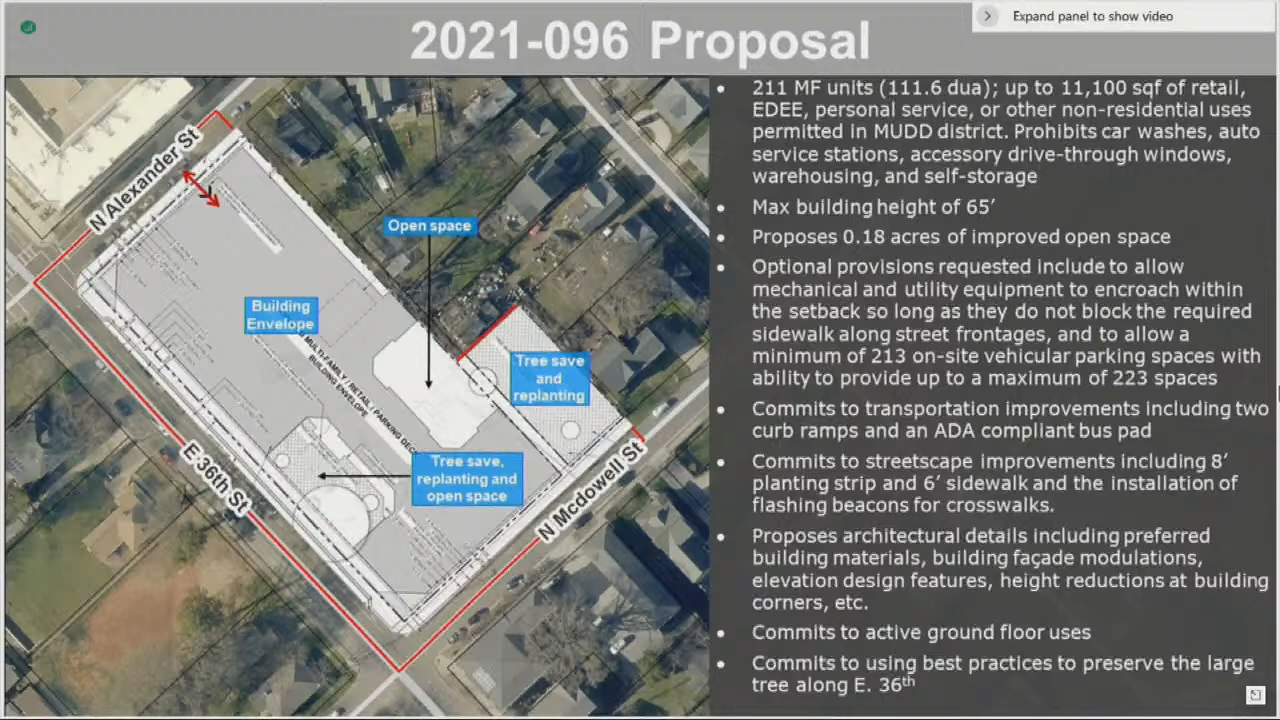 2021-096 Proposal
Expand panel to show video
N Alexander St
Open space
Building
Envelope
MULTI-FAMILY / RETAIL / PARKING DECK
BUILDING ENVELOPE
Tree save
and
replanting
Tree save,
replanting and
open space
E 36th St
N Mcdowell St
• 211 MF units (111.6 dua); up to 11,100 sqf of retail,
EDEE, personal service, or other non-residential uses
permitted in MUDD district. Prohibits car washes, auto
service stations, accessory drive-through windows,
warehousing, and self-storage
• Max building height of 65’
• Proposes 0.18 acres of improved open space
• Optional provisions requested include to allow
mechanical and utility equipment to encroach within
the setback so long as they do not block the required
sidewalk along street frontages, and to allow a
minimum of 213 on-site vehicular parking spaces with
ability to provide up to a maximum of 223 spaces
• Commits to transportation improvements including two
curb ramps and an ADA compliant bus pad
• Commits to streetscape improvements including 8’
planting strip and 6’ sidewalk and the installation of
flashing beacons for crosswalks.
• Proposes architectural details including preferred
building materials, building façade modulations,
elevation design features, height reductions at building
corners, etc.
• Commits to active ground floor uses
• Commits to using best practices to preserve the large
tree along E. 36th